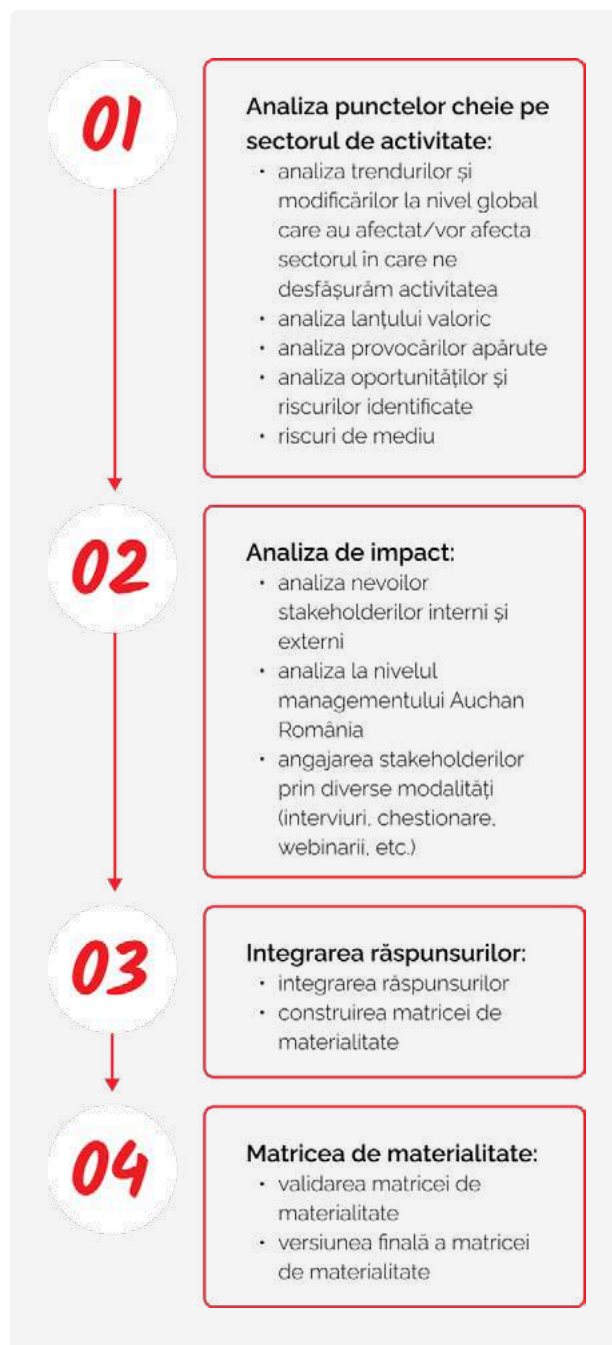 01
Analiza punctelor cheie pe
sectorul de activitate:
• analiza trendurilor și
modificărilor la nivel global
care au afectat/vor afecta
sectorul în care ne
desfășurăm activitatea
• analiza lanțului valoric
• analiza provocărilor apărute
• analiza oportunităților și
riscurilor identificate
• riscuri de mediu
02
Analiza de impact:
• analiza nevoilor
stakeholderilor interni și
externi
• analiza la nivelul
managementului Auchan
România
• angajarea stakeholderilor
prin diverse modalități
(interviuri, chestionare,
webinarii, etc.)
03
Integrarea răspunsurilor:
• integrarea răspunsurilor
• construirea matricei de
materialitate
04
Matricea de materialitate:
• validarea matricei de
materialitate
• versiunea finală a matricei
de materialitate